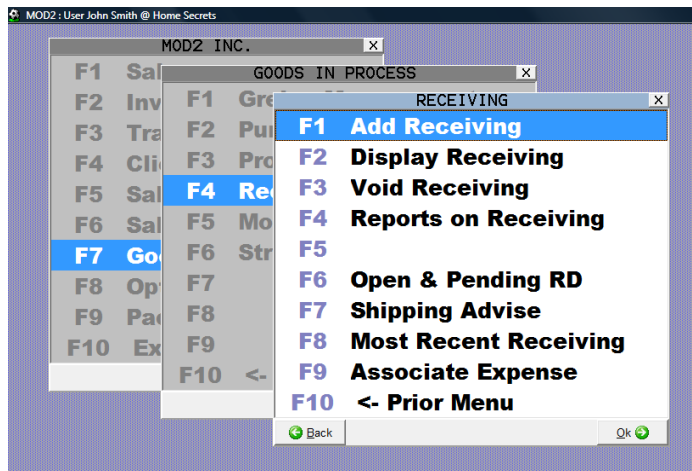 MOD2 : User John Smith @ Home Secrets
MOD2 INC.
F1
F2
F3
F4
F5
F6
F7
F8
F9
F10
GOODS IN PROCESS
F1
F2
F3
F4
F5
F6
F7
F8
F9
F10 <-
RECEIVING
F1 Add Receiving
F2 Display Receiving
F3 Void Receiving
F4 Reports on Receiving
F5
F6 Open & Pending RD
F7 Shipping Advise
F8 Most Recent Receiving
F9 Associate Expense
F10 <- Prior Menu
Back
Ok